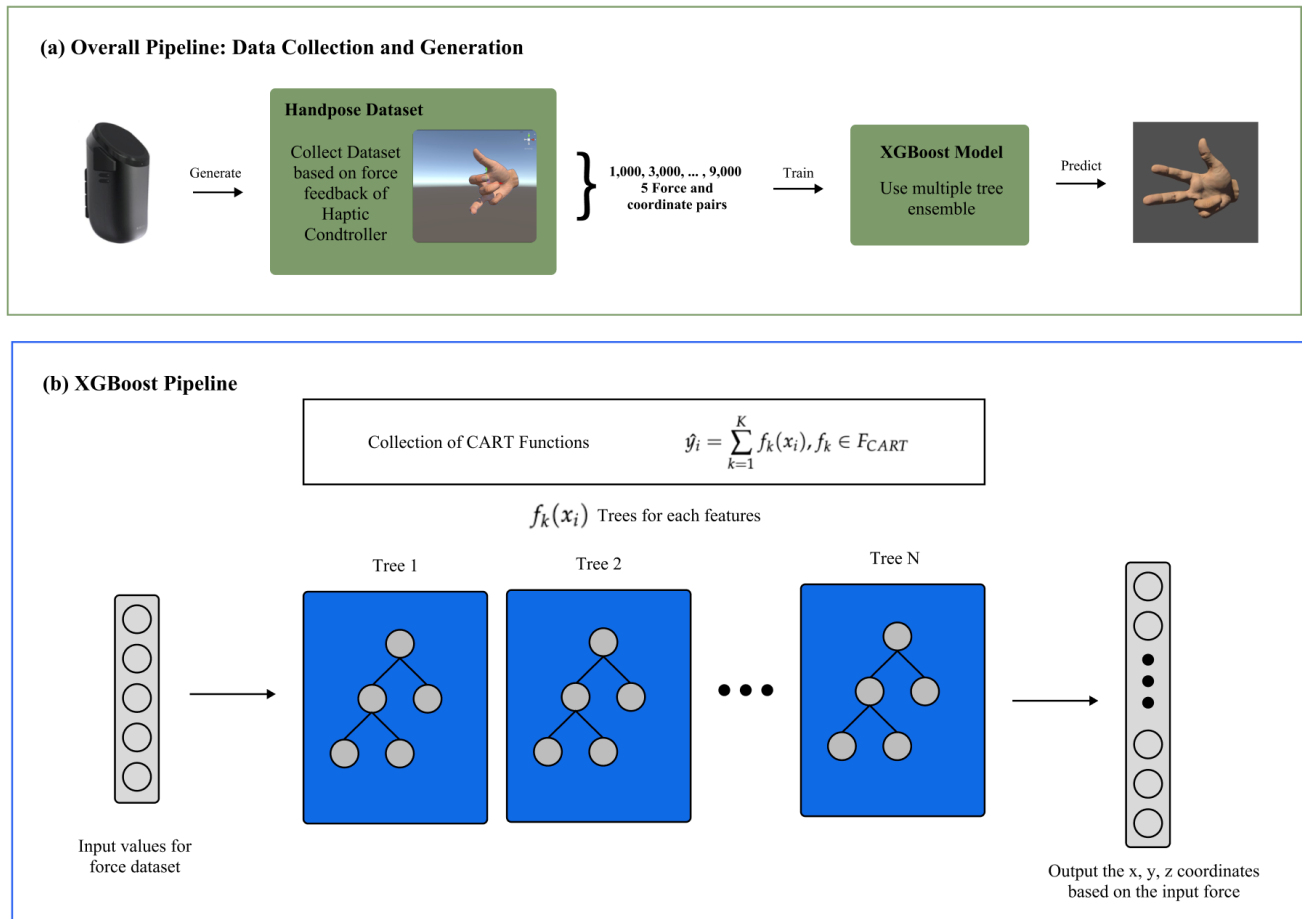 (a) Overall Pipeline: Data Collection and Generation
Generate
Handpose Dataset
Collect Dataset
based on force
feedback of
Haptic
Condtroller
1,000, 3,000, ... , 9,000
5 Force and
coordinate pairs
Train
XGBoost Model
Use multiple tree
ensemble
Predict
(b) XGBoost Pipeline
Collection of CART Functions
ŷ_i = \sum_{k=1}^{K} f_k(x_i), f_k ∈ F_{CART}
f_k(x_i) Trees for each features
Tree 1
Tree 2
Tree N
Input values for
force dataset
Output the x, y, z coordinates
based on the input force